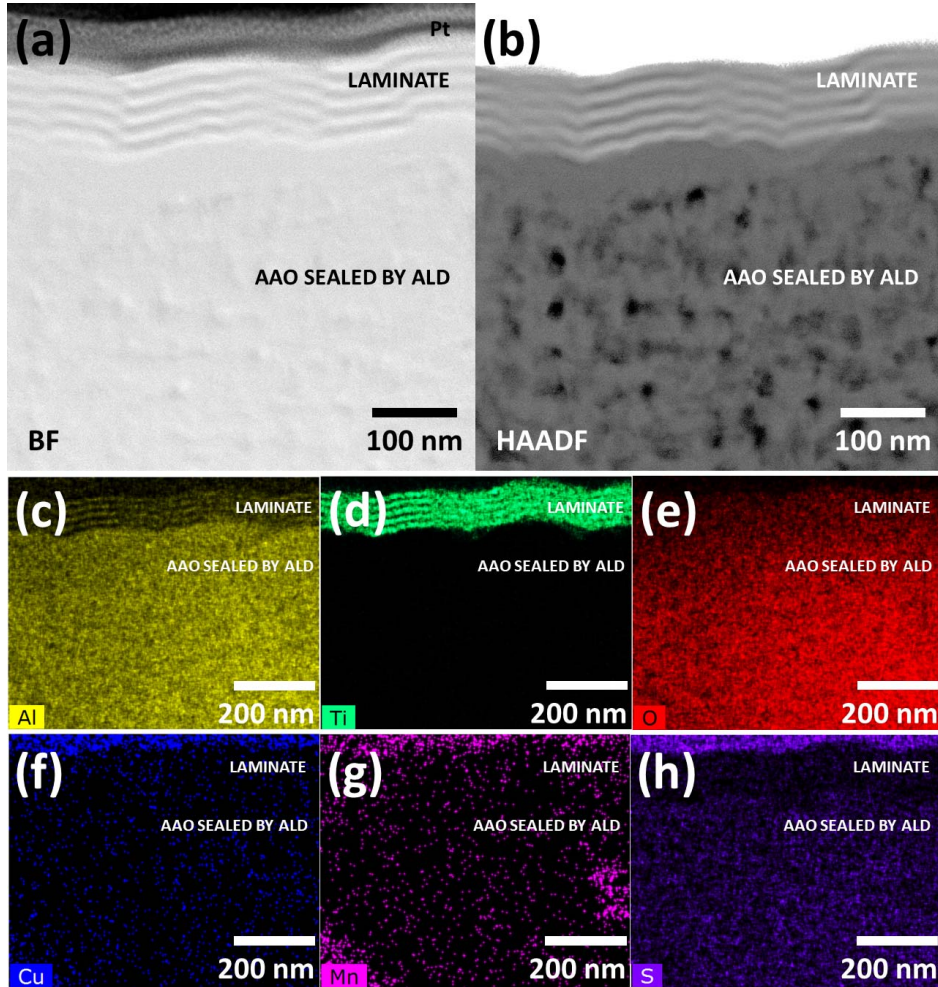 (a)
Pt
LAMINATE
AAO SEALED BY ALD
BF
100 nm
(b)
LAMINATE
AAO SEALED BY ALD
HAADF
100 nm
(c)
LAMINATE
AAO SEALED BY ALD
Al
200 nm
(d)
LAMINATE
AAO SEALED BY ALD
Ti
200 nm
(e)
LAMINATE
AAO SEALED BY ALD
O
200 nm
(f)
LAMINATE
AAO SEALED BY ALD
Cu
200 nm
(g)
LAMINATE
AAO SEALED BY ALD
Mn
200 nm
(h)
LAMINATE
AAO SEALED BY ALD
S
200 nm